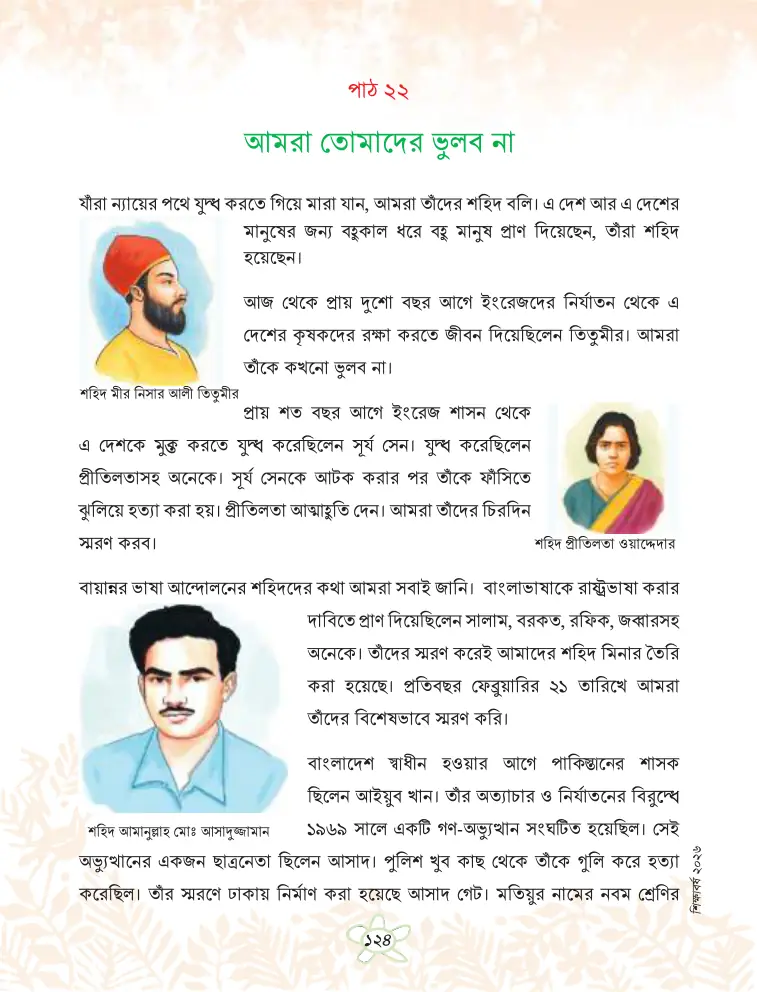 পাঠ ২২
আমরা তোমাদের ভুলব না
যাঁরা ন্যায়ের পথে যুদ্ধ করতে গিয়ে মারা যান, আমরা তাঁদের শহিদ বলি। এ দেশ আর এ দেশের
মানুষের জন্য বহুকাল ধরে বহু মানুষ প্রাণ দিয়েছেন, তাঁরা শহিদ
হয়েছেন।
আজ থেকে প্রায় দুশো বছর আগে ইংরেজদের নির্যাতন থেকে এ
দেশের কৃষকদের রক্ষা করতে জীবন দিয়েছিলেন তিতুমীর। আমরা
তাঁকে কখনো ভুলব না।
শহিদ মীর নিসার আলী তিতুমীর
প্রায় শত বছর আগে ইংরেজ শাসন থেকে
এ দেশকে মুক্ত করতে যুদ্ধ করেছিলেন সূর্য সেন। যুদ্ধ করেছিলেন
প্রীতিলতাসহ অনেকে। সূর্য সেনকে আটক করার পর তাঁকে ফাঁসিতে
ঝুলিয়ে হত্যা করা হয়। প্রীতিলতা আত্মাহুতি দেন। আমরা তাঁদের চিরদিন
স্মরণ করব।
শহিদ প্রীতিলতা ওয়াদ্দেদার
বায়ান্নর ভাষা আন্দোলনের শহিদদের কথা আমরা সবাই জানি। বাংলাভাষাকে রাষ্ট্রভাষা করার
দাবিতে প্রাণ দিয়েছিলেন সালাম, বরকত, রফিক, জব্বারসহ
অনেকে। তাঁদের স্মরণ করেই আমাদের শহিদ মিনার তৈরি
করা হয়েছে। প্রতিবছর ফেব্রুয়ারির ২১ তারিখে আমরা
তাঁদের বিশেষভাবে স্মরণ করি।
বাংলাদেশ স্বাধীন হওয়ার আগে পাকিস্তানের শাসক
ছিলেন আইয়ুব খান। তাঁর অত্যাচার ও নির্যাতনের বিরুদ্ধে
শহিদ আমানুল্লাহ মোঃ আসাদুজ্জামান
১৯৬৯ সালে একটি গণ-অভ্যুত্থান সংঘটিত হয়েছিল। সেই
অভ্যুত্থানের একজন ছাত্রনেতা ছিলেন আসাদ। পুলিশ খুব কাছ থেকে তাঁকে গুলি করে হত্যা
করেছিল। তাঁর স্মরণে ঢাকায় নির্মাণ করা হয়েছে আসাদ গেট। মতিয়ুর নামের নবম শ্রেণির
শিক্ষাবর্ষ ২০২৬
১২৪